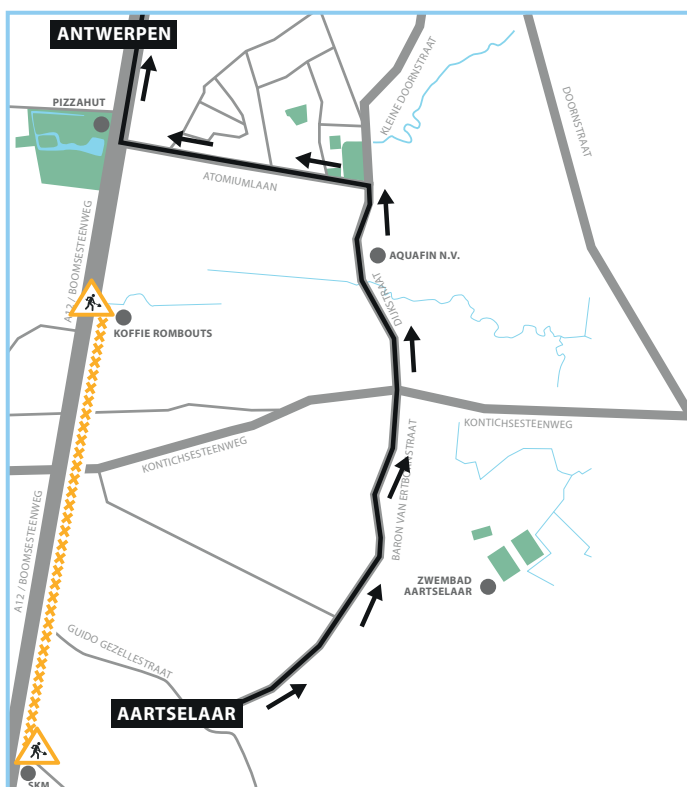 ANTWERPEN
PIZZAHUT
KLEINE DOORNSTRAAT
DOORNSTRAAT
ATOMIUMLAAN
A12 / BOOMSESTEENWEG
AQUAFIN N.V.
DIJKSTRAAT
KOFFIE ROMBOUTS
KONTICHSESTEENWEG
KONTICHSESTEENWEG
BARON VAN ERTBORNSTRAAT
A12 / BOOMSESTEENWEG
ZWEMBAD
AARTSELAAR
GUIDO GEZELLESTRAAT
AARTSELAAR
SKM